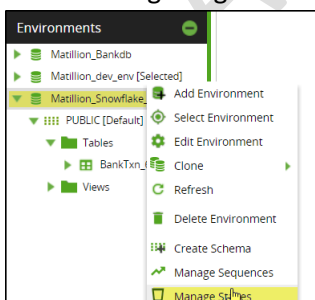 Environments
Matillion_Bankdb
Matillion_dev_env [Selected]
Matillion_Snowflake_
PUBLIC [Default]
Tables
BankTxn_
Views
Add Environment
Select Environment
Edit Environment
Clone
Refresh
Delete Environment
Create Schema
Manage Sequences
Manage